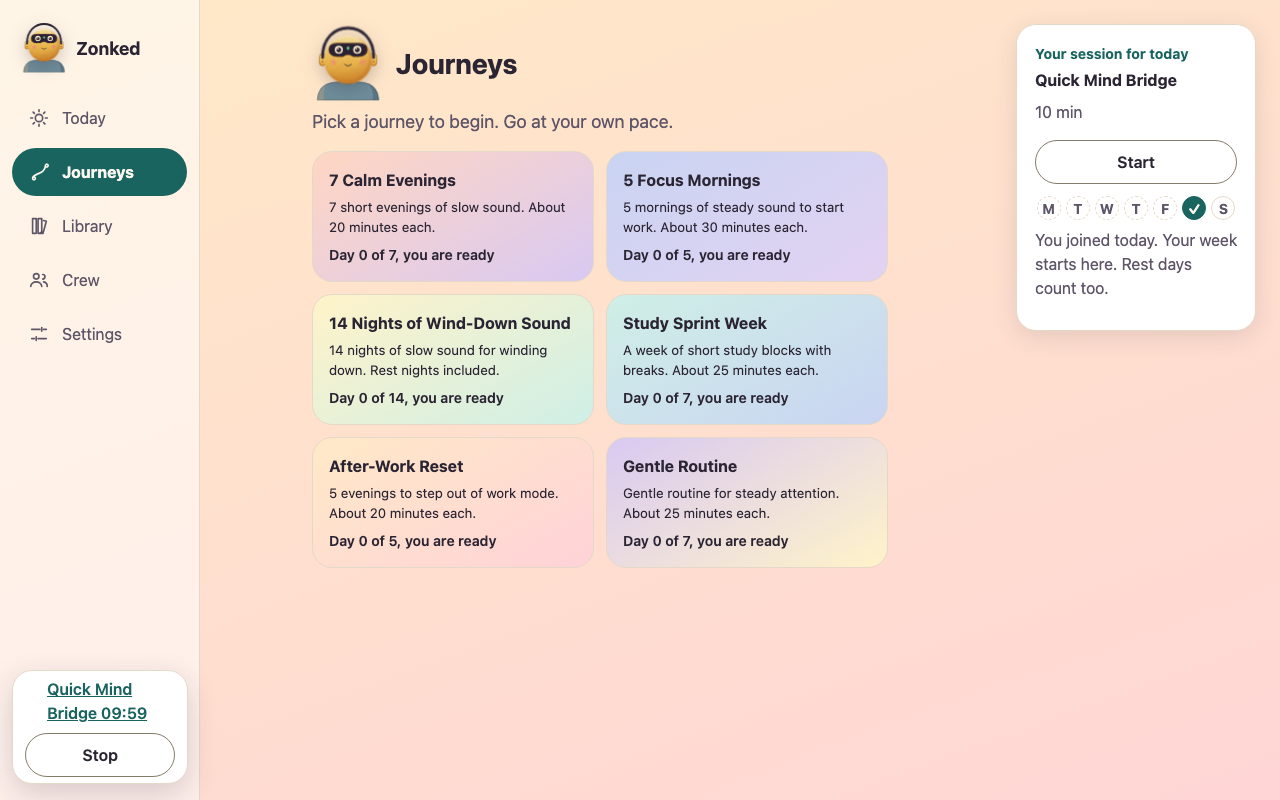 Zonked
Today
Journeys
Library
Crew
Settings
Quick Mind
Bridge 09:59
Stop
Journeys
Pick a journey to begin. Go at your own pace.
7 Calm Evenings
7 short evenings of slow sound. About
20 minutes each.
Day 0 of 7, you are ready
5 Focus Mornings
5 mornings of steady sound to start
work. About 30 minutes each.
Day 0 of 5, you are ready
14 Nights of Wind-Down Sound
14 nights of slow sound for winding
down. Rest nights included.
Day 0 of 14, you are ready
Study Sprint Week
A week of short study blocks with
breaks. About 25 minutes each.
Day 0 of 7, you are ready
After-Work Reset
5 evenings to step out of work mode.
About 20 minutes each.
Day 0 of 5, you are ready
Gentle Routine
Gentle routine for steady attention.
About 25 minutes each.
Day 0 of 7, you are ready
Your session for today
Quick Mind Bridge
10 min
Start
M T W T F S
You joined today. Your week
starts here. Rest days
count too.